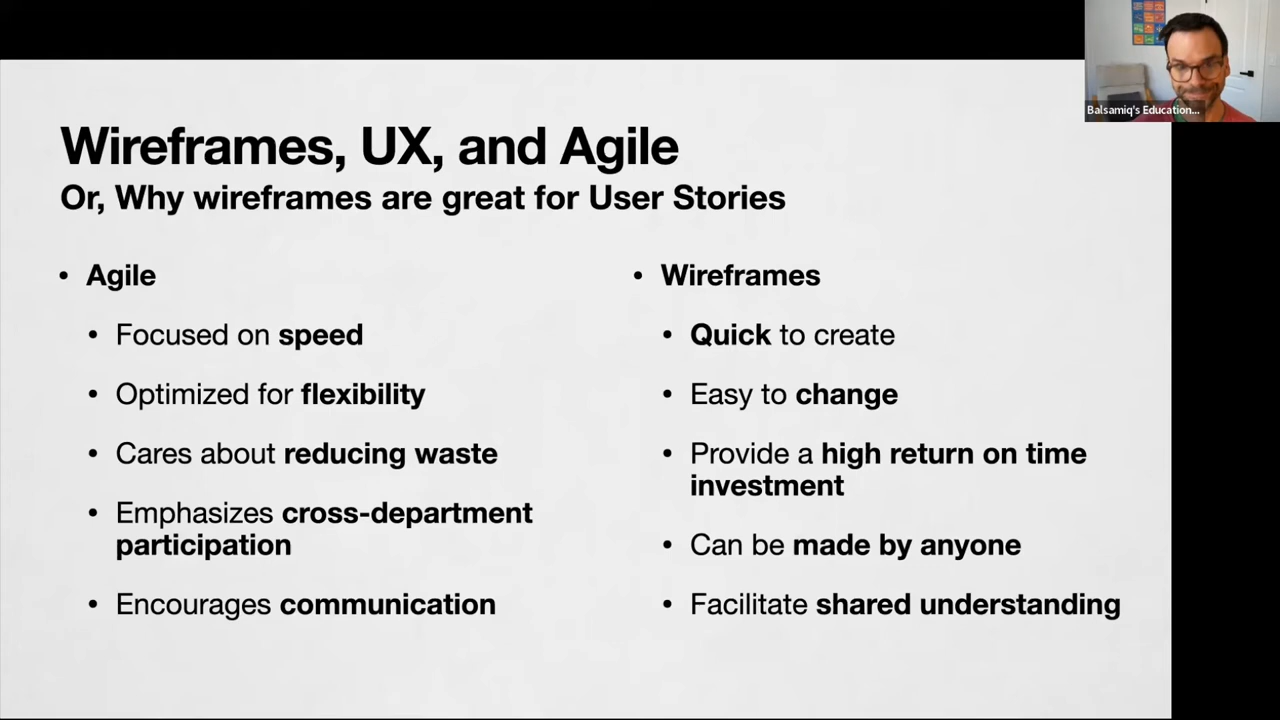 Balsamiq's Education...
Wireframes, UX, and Agile
Or, Why wireframes are great for User Stories
• Agile
• Focused on speed
• Optimized for flexibility
• Cares about reducing waste
• Emphasizes cross-department
participation
• Encourages communication
• Wireframes
• Quick to create
• Easy to change
• Provide a high return on time
investment
• Can be made by anyone
• Facilitate shared understanding